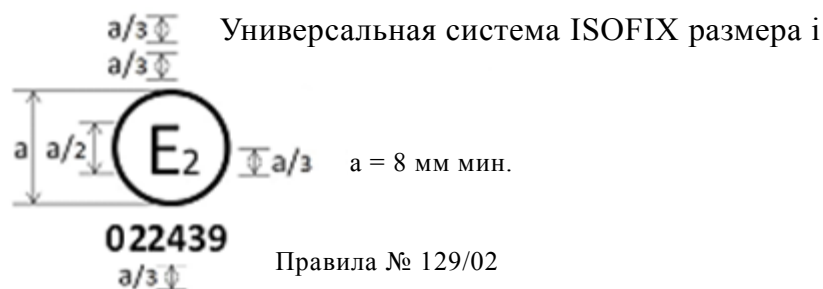 a/3 Универсальная система ISOFIX размера i
a/3
a a/2 E2 a/3 a = 8 мм мин.
022439
a/3 Правила № 129/02